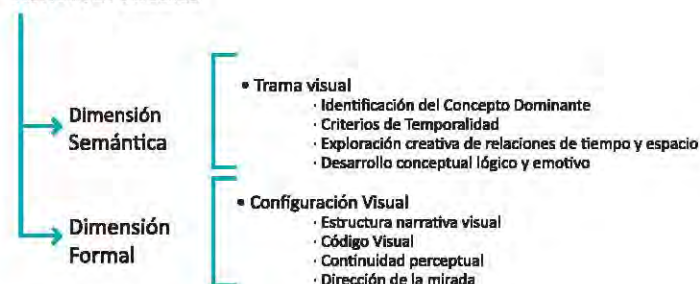 • Trama visual
· Identificación del Concepto Dominante
· Criterios de Temporalidad
· Exploración creativa de relaciones de tiempo y espacio
· Desarrollo conceptual lógico y emotivo
Dimensión
Semántica
• Configuración Visual
· Estructura narrativa visual
· Código Visual
· Continuidad perceptual
· Dirección de la mirada
Dimensión
Formal